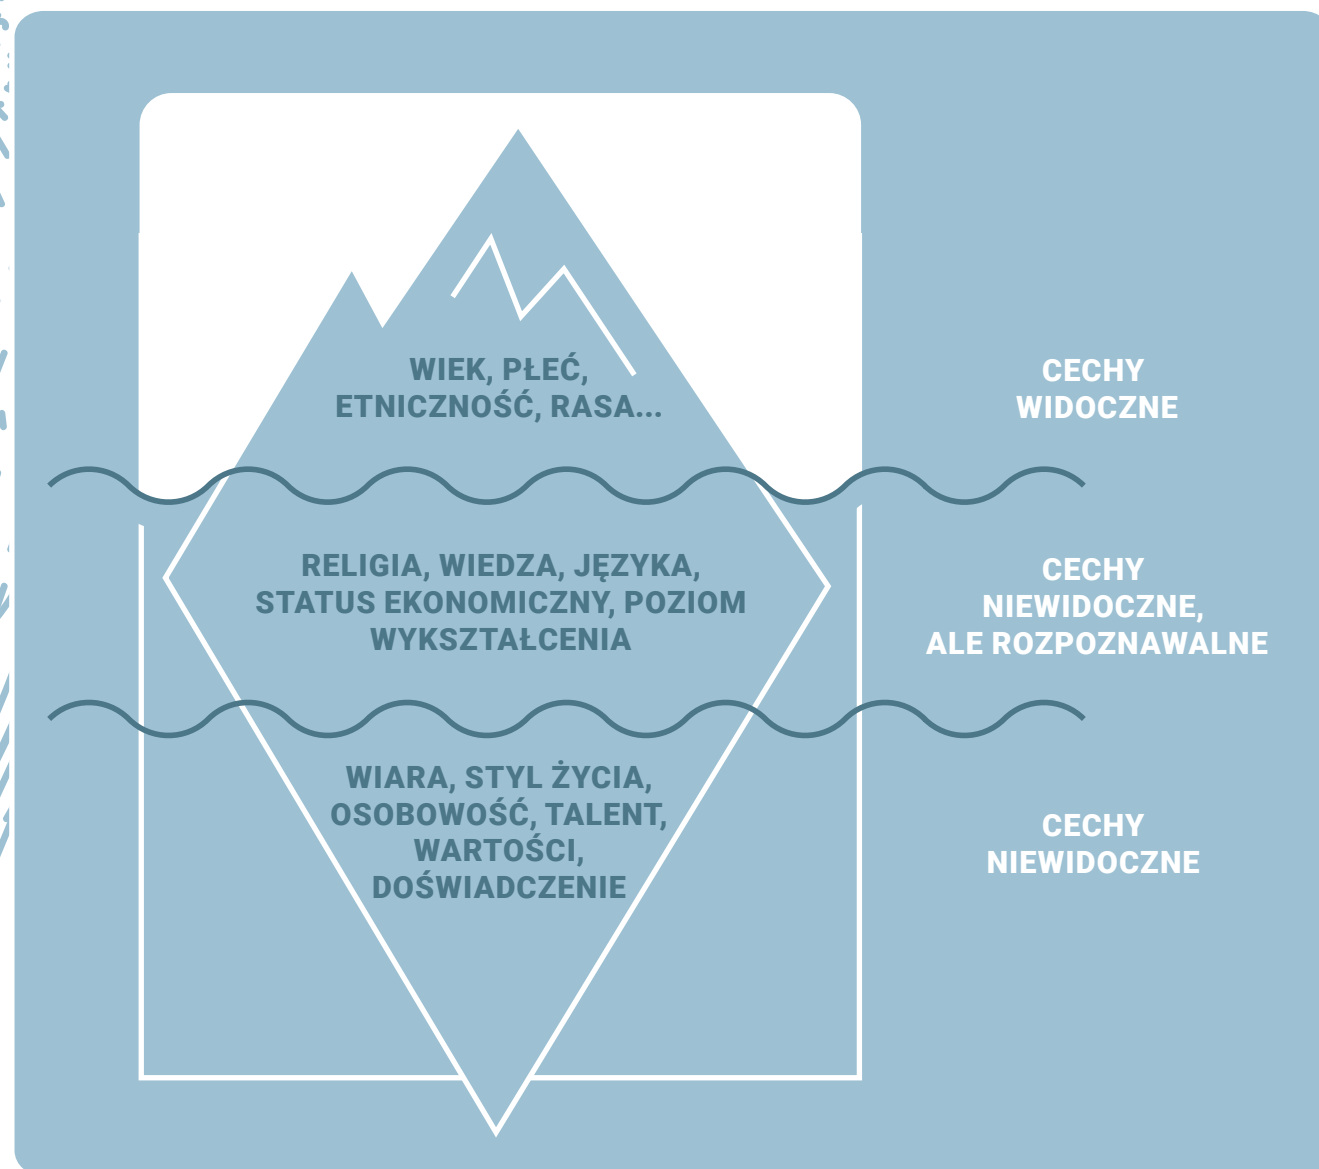 WIEK, PŁEĆ,
ETNICZNOŚĆ, RASA...
CECHY
WIDOCZNE
RELIGIA, WIEDZA, JĘZYKA,
STATUS EKONOMICZNY, POZIOM
WYKSZTAŁCENIA
CECHY
NIEWIDOCZNE,
ALE ROZPOZNAWALNE
WIARA, STYL ŻYCIA,
OSOBOWOŚĆ, TALENT,
WARTOŚCI,
DOŚWIADCZENIE
CECHY
NIEWIDOCZNE